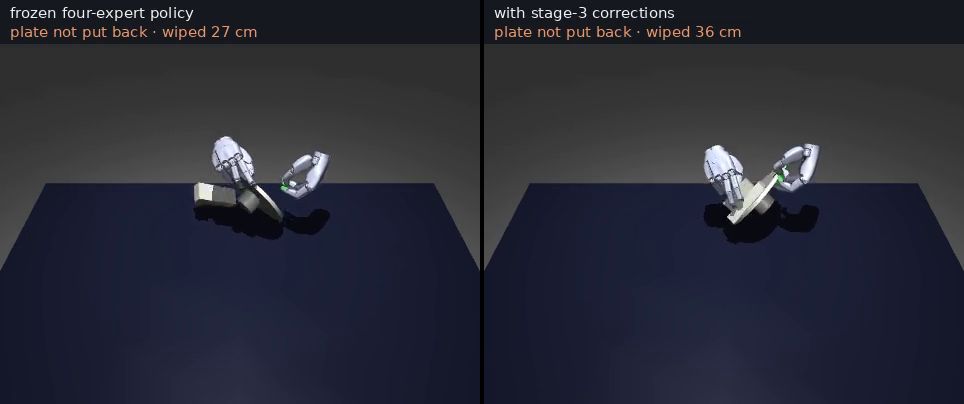 frozen four-expert policy
plate not put back · wiped 27 cm
with stage-3 corrections
plate not put back · wiped 36 cm